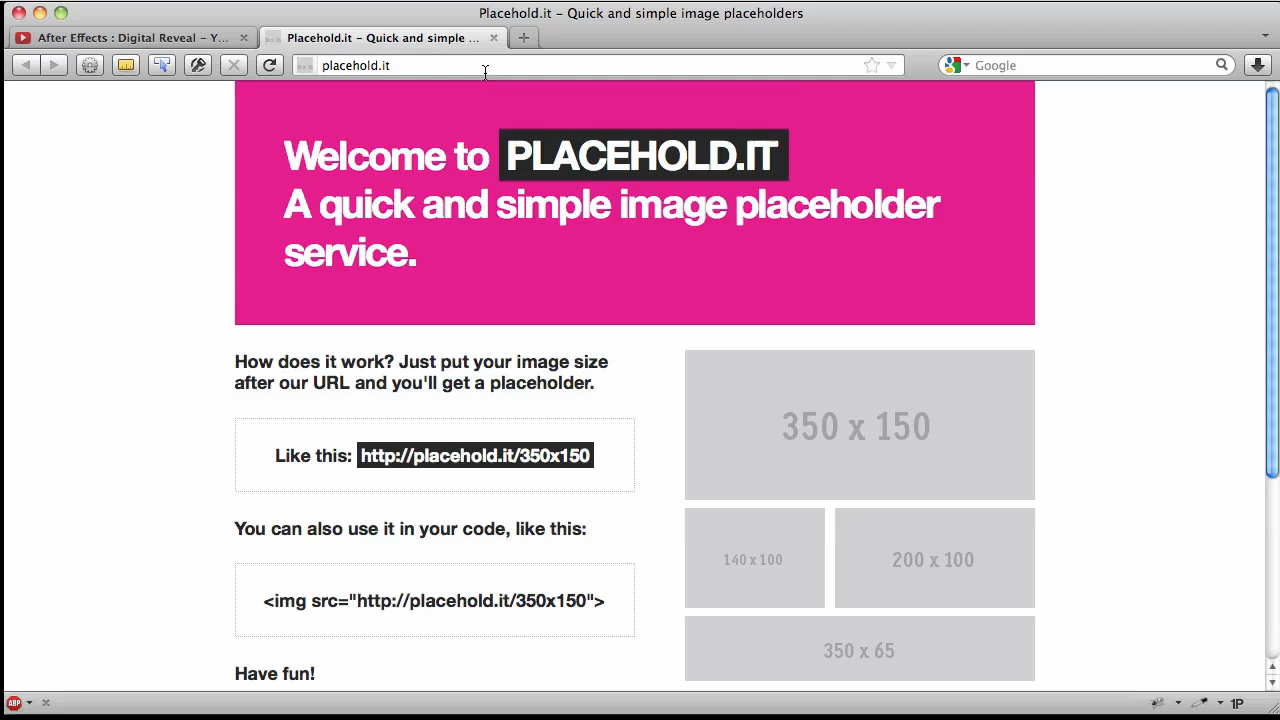 Placehold.it – Quick and simple image placeholders
After Effects : Digital Reveal – Y...
Placehold.it – Quick and simple ...
placehold.it
Google
Welcome to PLACEHOLD.IT
A quick and simple image placeholder
service.
How does it work? Just put your image size
after our URL and you'll get a placeholder.
Like this: http://placehold.it/350x150
You can also use it in your code, like this:
<img src="http://placehold.it/350x150">
Have fun!
350 x 150
140 x 100
200 x 100
350 x 65
ABP
1P